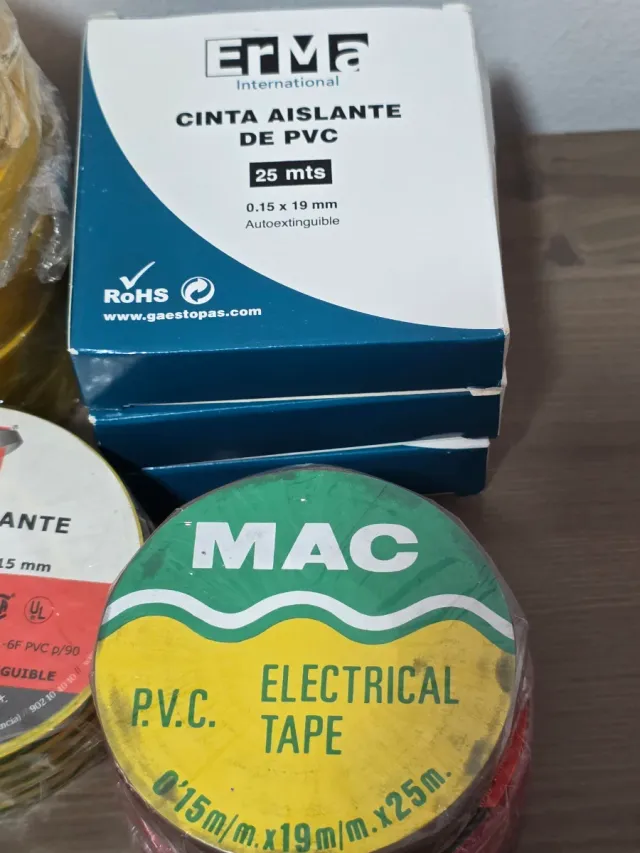 ErMa
International
CINTA AISLANTE
DE PVC
25 mts
0.15 x 19 mm
Autoextinguible
RoHS
www.gaestopas.com
LANTE
15 mm
UL
-6F PVC p/90
GUIBLE
MAC
P.V.C. ELECTRICAL
TAPE
0'15m/m.x19m/m.x25m.